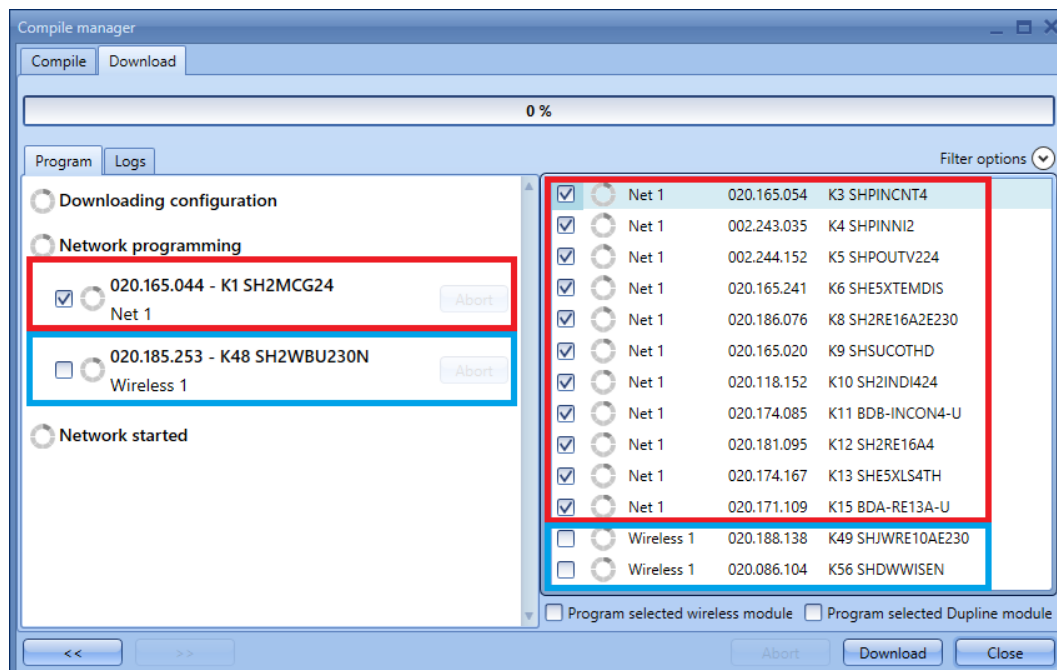 Compile manager
Compile Download
0 %
Program Logs
Filter options
Downloading configuration
Network programming
020.165.044 - K1 SH2MCG24
Net 1
Abort
020.185.253 - K48 SH2WBU230N
Wireless 1
Abort
Network started
Net 1 020.165.054 K3 SHPINCNT4
Net 1 002.243.035 K4 SHPINNI2
Net 1 002.244.152 K5 SHPOUTV224
Net 1 020.165.241 K6 SHE5XTEMDIS
Net 1 020.186.076 K8 SH2RE16A2E230
Net 1 020.165.020 K9 SHSUCOTHD
Net 1 020.118.152 K10 SH2INDI424
Net 1 020.174.085 K11 BDB-INCON4-U
Net 1 020.181.095 K12 SH2RE16A4
Net 1 020.174.167 K13 SHE5XLS4TH
Net 1 020.171.109 K15 BDA-RE13A-U
Wireless 1 020.188.138 K49 SHJWRE10AE230
Wireless 1 020.086.104 K56 SHDWWISEN
Program selected wireless module Program selected Dupline module
<< >> Abort Download Close